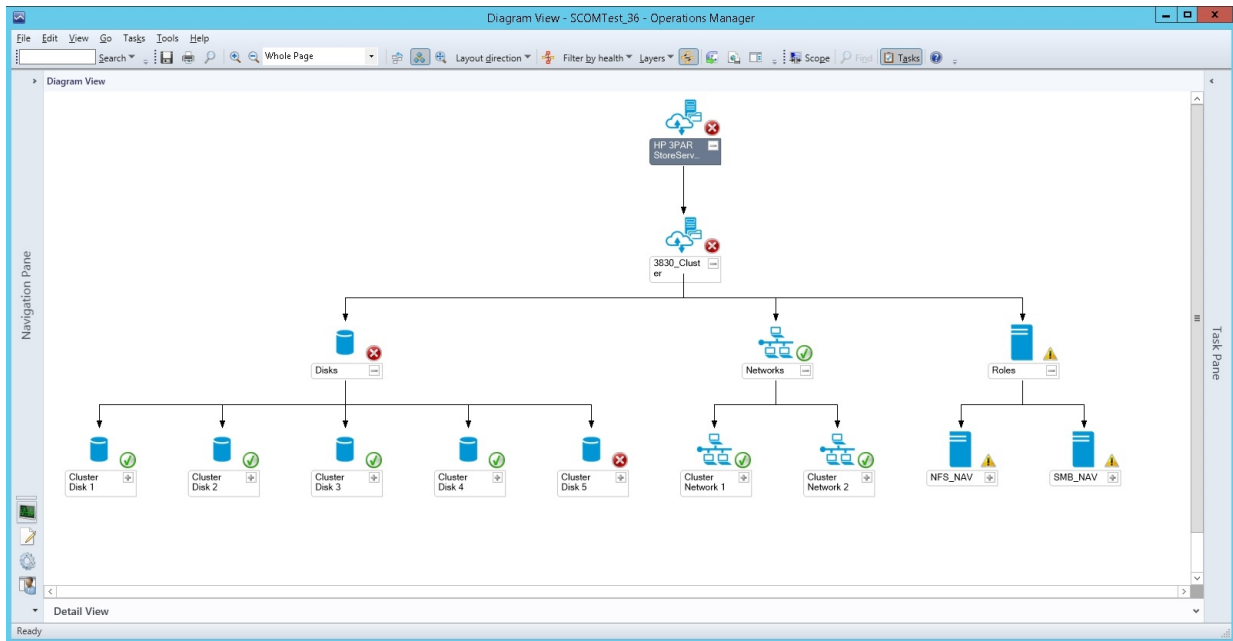 Diagram View - SCOMTest_36 - Operations Manager
File Edit View Go Tasks Tools Help
Search Whole Page Layout direction Filter by health Layers Scope Find Tasks
Diagram View
Navigation Pane
Task Pane
HP 3PAR
StoreServ...
3830_Clust
er
Disks
Networks
Roles
Cluster
Disk 1
Cluster
Disk 2
Cluster
Disk 3
Cluster
Disk 4
Cluster
Disk 5
Cluster
Network 1
Cluster
Network 2
NFS_NAV
SMB_NAV
Detail View
Ready